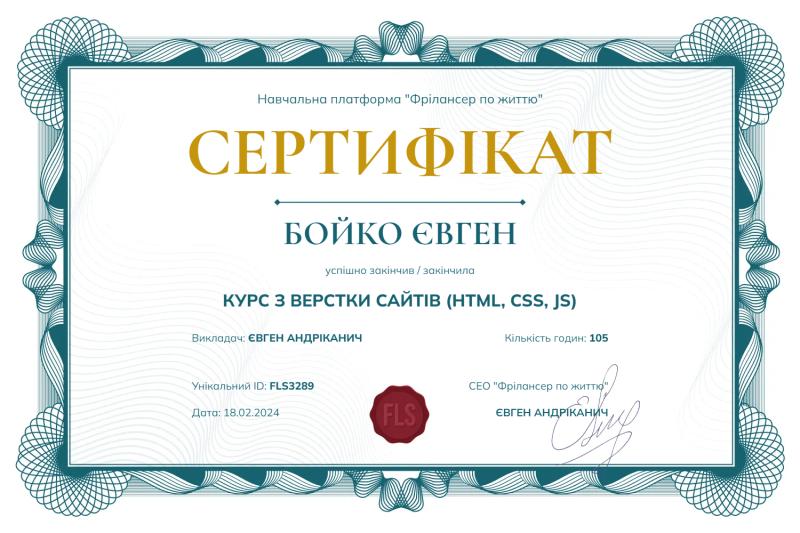 Навчальна платформа "Фрілансер по життю"
СЕРТИФІКАТ
БОЙКО ЄВГЕН
успішно закінчив / закінчила
КУРС З ВЕРСТКИ САЙТІВ (HTML, CSS, JS)
Викладач: ЄВГЕН АНДРІКАНИЧ
Кількість годин: 105
Унікальний ID: FLS3289
CEO "Фрілансер по життю"
Дата: 18.02.2024
FLS
ЄВГЕН АНДРІКАНИЧ